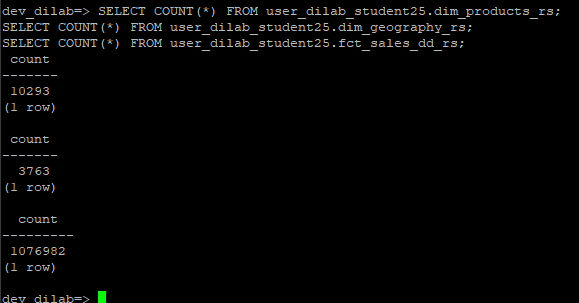 dev_dilab=> SELECT COUNT(*) FROM user_dilab_student25.dim_products_rs;
SELECT COUNT(*) FROM user_dilab_student25.dim_geography_rs;
SELECT COUNT(*) FROM user_dilab_student25.fct_sales_dd_rs;
 count
-------
 10293
(1 row)

 count
-------
  3763
(1 row)

  count
---------
 1076982
(1 row)

dev_dilab=>